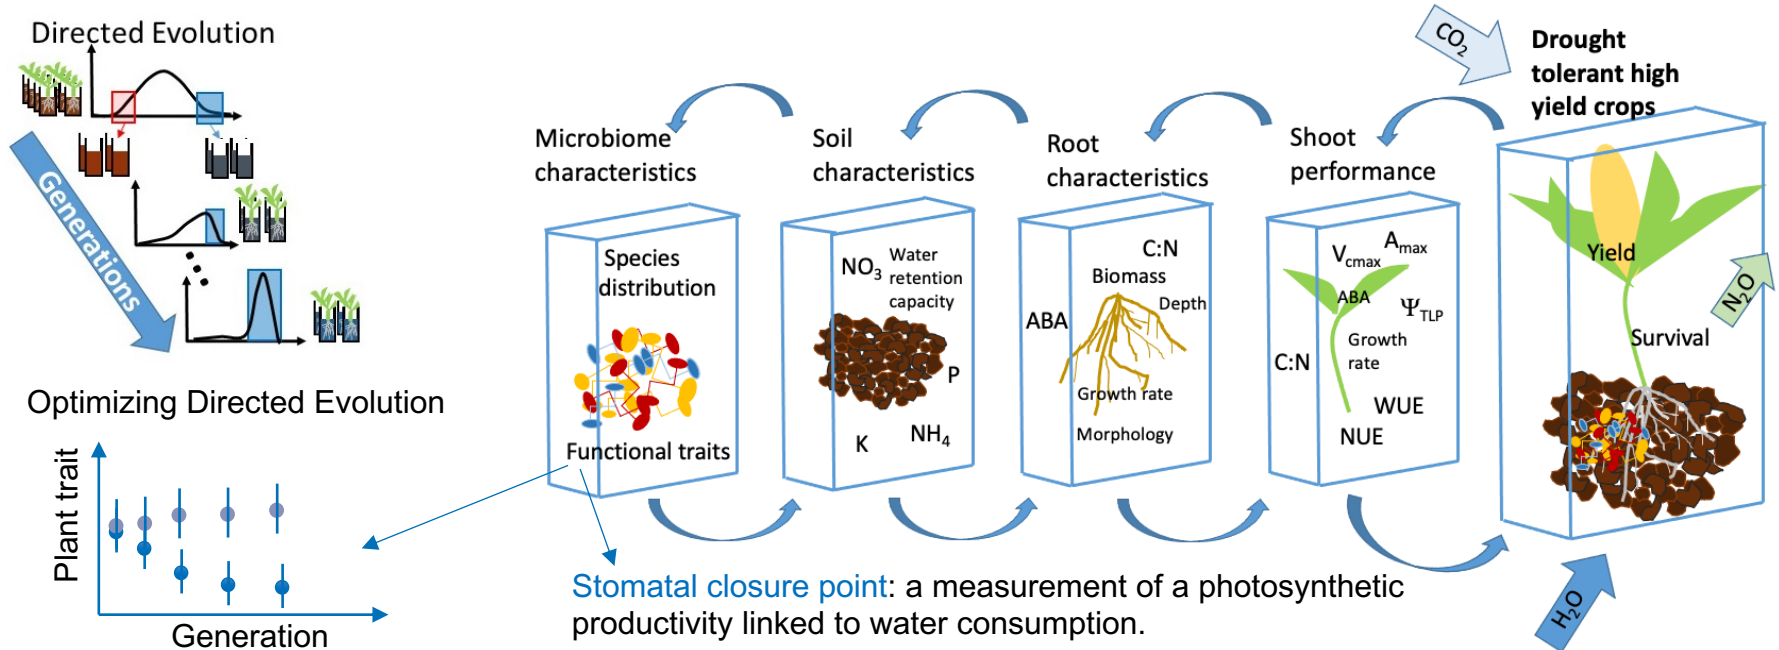 Directed Evolution
Generations
Optimizing Directed Evolution
Plant trait
Generation
Microbiome
characteristics
Species
distribution
Functional traits
Soil
characteristics
NO₃
Water
retention
capacity
P
K
NH₄
Root
characteristics
C:N
Biomass
Depth
ABA
Growth rate
Morphology
Shoot
performance
V_cmax
A_max
ABA
Ψ_TLP
Growth
rate
C:N
WUE
NUE
CO₂
Drought
tolerant high
yield crops
Yield
N₂O
Survival
H₂O
Stomatal closure point: a measurement of a photosynthetic
productivity linked to water consumption.